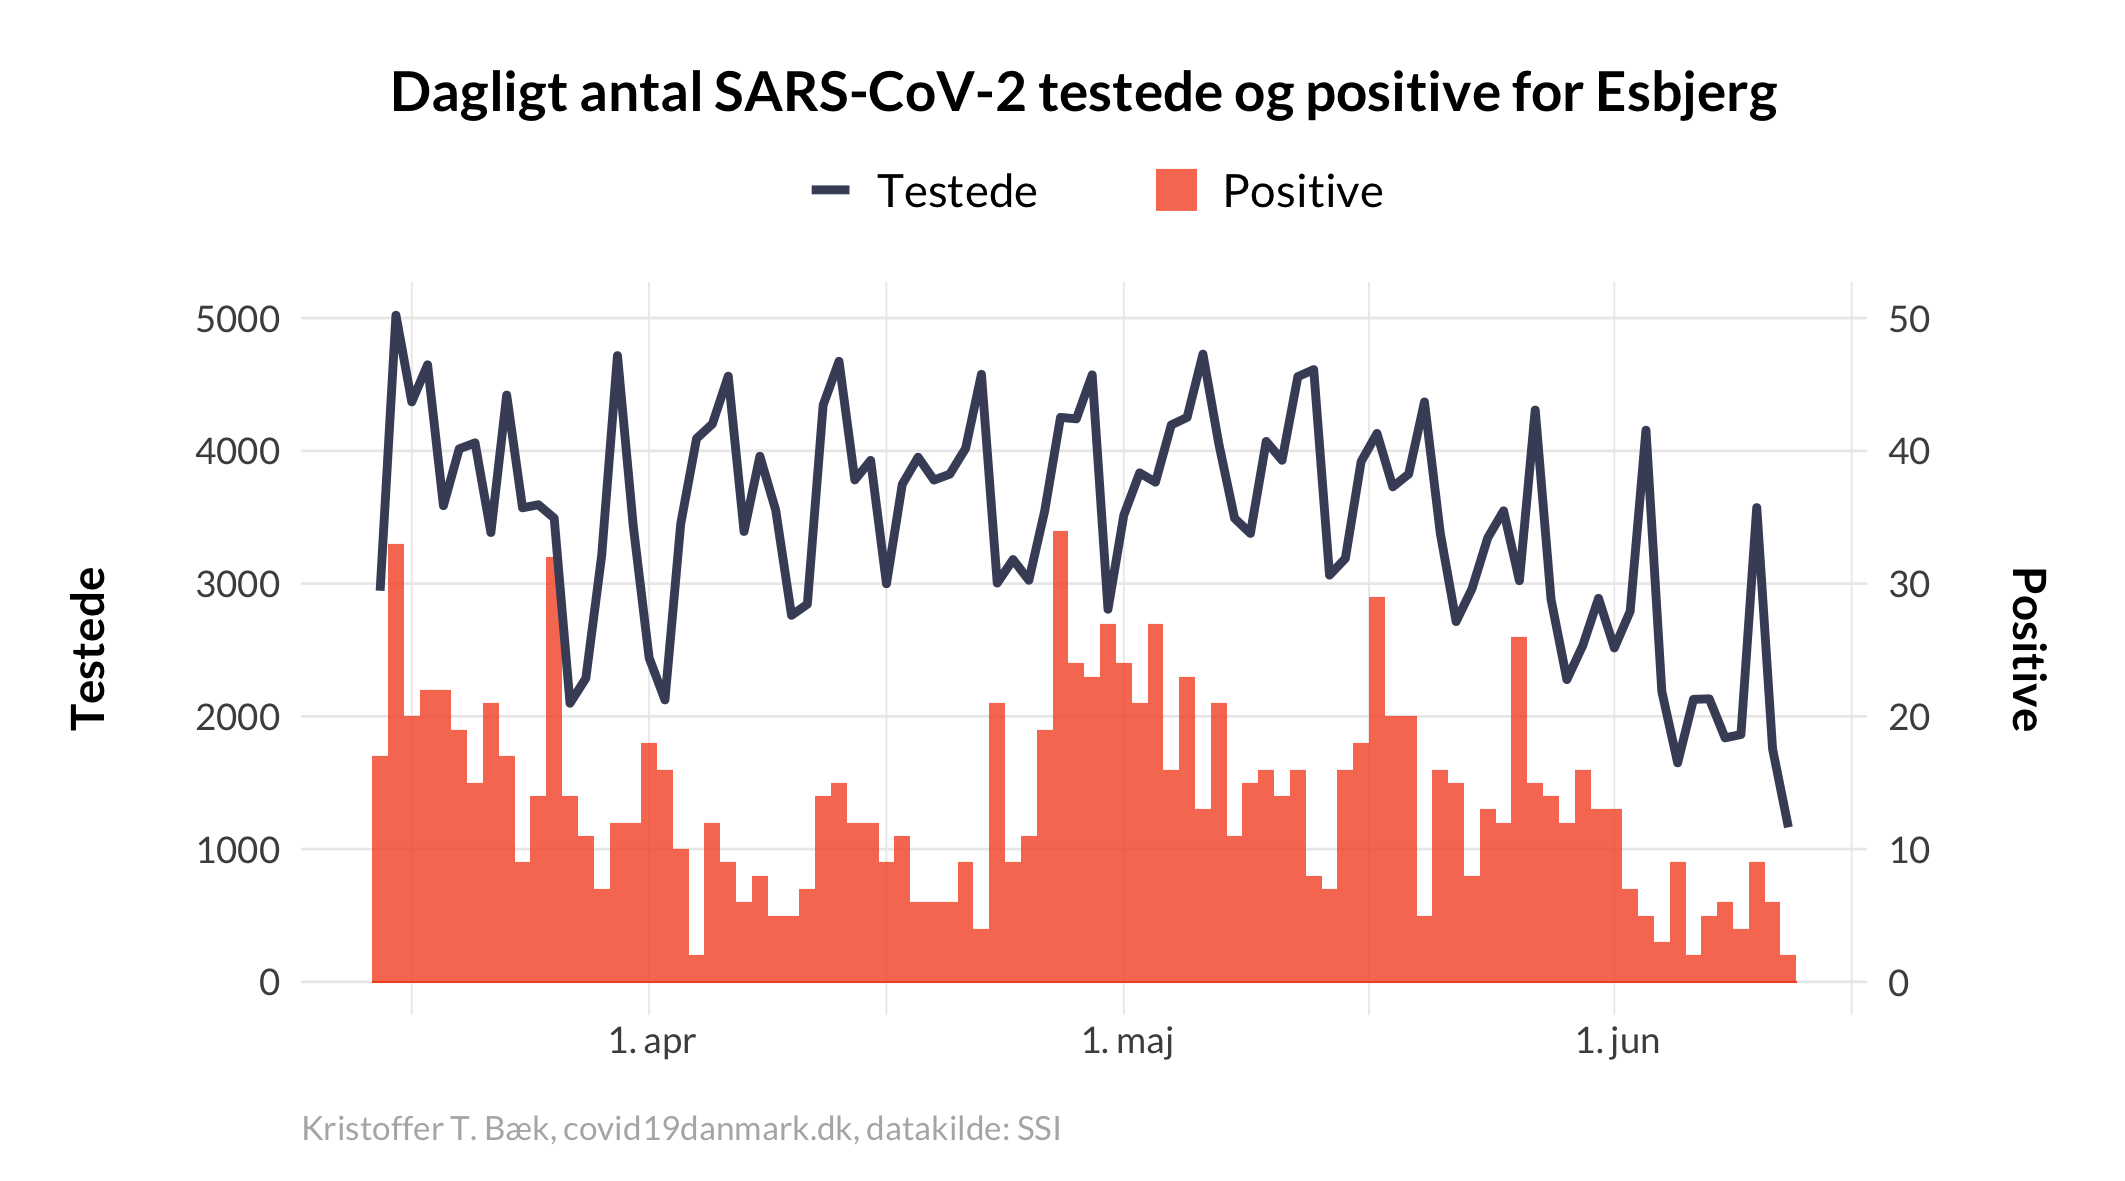 Dagligt antal SARS-CoV-2 testede og positive for Esbjerg
Testede Positive
5000 50
4000 40
3000 30
2000 20
1000 10
0 0
Testede
Positive
1. apr 1. maj 1. jun
Kristoffer T. Bæk, covid19danmark.dk, datakilde: SSI